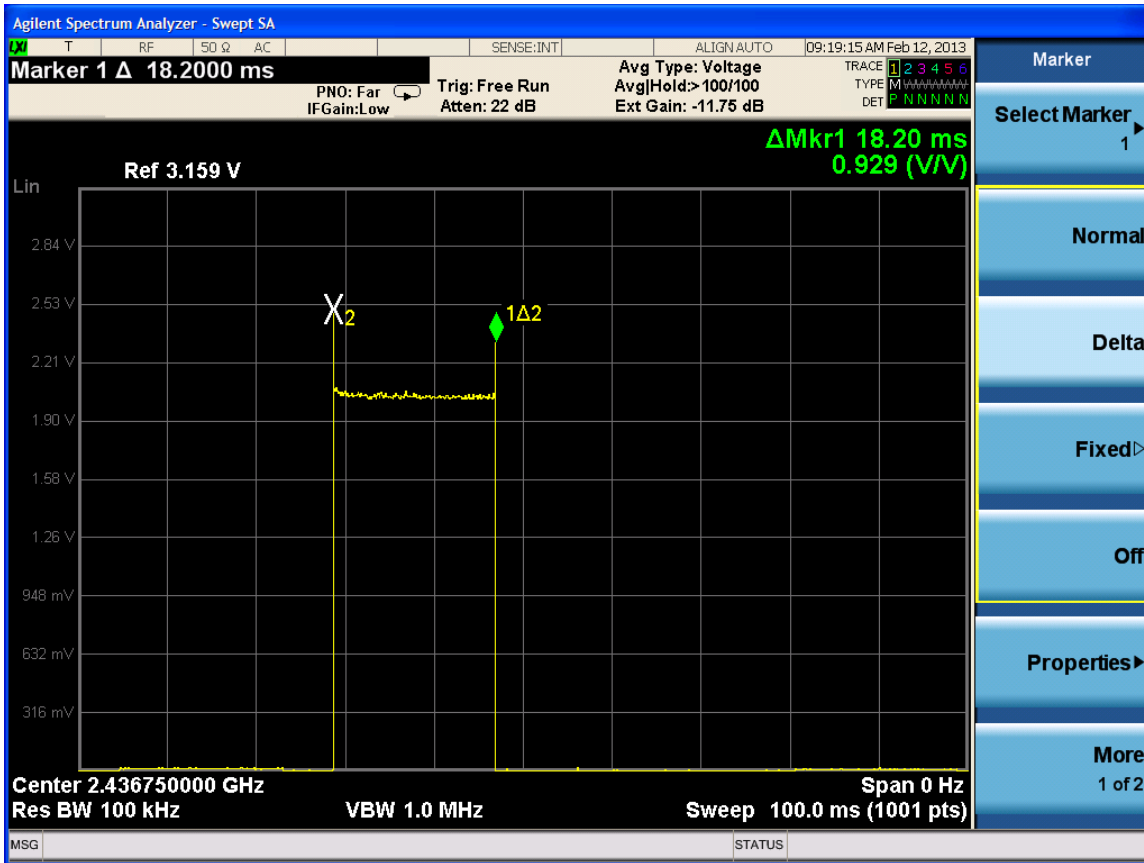 Agilent Spectrum Analyzer - Swept SA
LXI T RF 50 Ω AC SENSE:INT ALIGN AUTO 09:19:15 AM Feb 12, 2013
Marker 1 Δ 18.2000 ms
PNO: Far
IFGain:Low
Trig: Free Run
Atten: 22 dB
Avg Type: Voltage
Avg|Hold:>100/100
Ext Gain: -11.75 dB
TRACE 1 2 3 4 5 6
TYPE M
DET P N N N N N
ΔMkr1 18.20 ms
0.929 (V/V)
Ref 3.159 V
Lin
2.84 V
2.53 V
2.21 V
1.90 V
1.58 V
1.26 V
948 mV
632 mV
316 mV
X2
1Δ2
Center 2.436750000 GHz
Span 0 Hz
Res BW 100 kHz
VBW 1.0 MHz
Sweep 100.0 ms (1001 pts)
MSG
STATUS
Marker
Select Marker
1
Normal
Delta
Fixed
Off
Properties
More
1 of 2